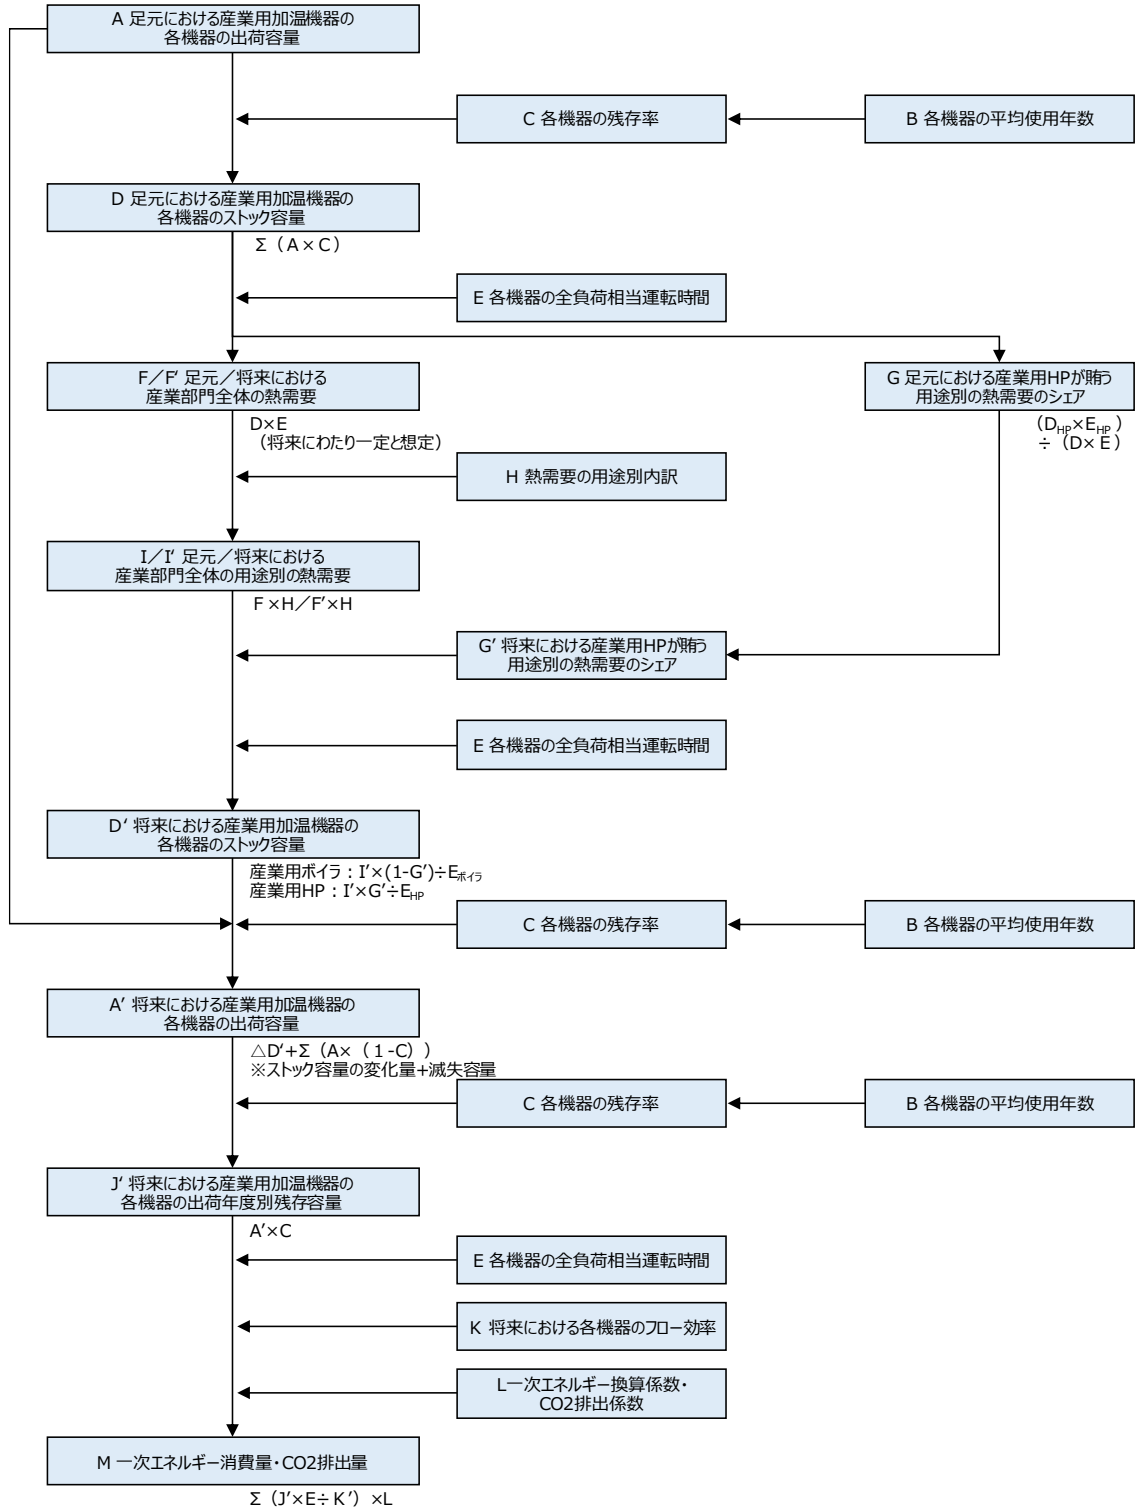 A 足元における産業用加温機器の
各機器の出荷容量
C 各機器の残存率
B 各機器の平均使用年数
D 足元における産業用加温機器の
各機器のストック容量
Σ（A×C）
E 各機器の全負荷相当運転時間
F／F‘ 足元／将来における
産業部門全体の熱需要
G 足元における産業用HPが賄う
用途別の熱需要のシェア
D×E
（将来にわたり一定と想定）
（DHP×EHP）
÷（D×E）
H 熱需要の用途別内訳
I／I‘ 足元／将来における
産業部門全体の用途別の熱需要
F×H／F’×H
G’ 将来における産業用HPが賄う
用途別の熱需要のシェア
E 各機器の全負荷相当運転時間
D‘ 将来における産業用加温機器の
各機器のストック容量
産業用ボイラ：I’×(1-G’)÷Eボイラ
産業用HP：I’×G’÷EHP
C 各機器の残存率
B 各機器の平均使用年数
A’ 将来における産業用加温機器の
各機器の出荷容量
△D‘+Σ（A×（１-C））
※ストック容量の変化量+滅失容量
C 各機器の残存率
B 各機器の平均使用年数
J‘ 将来における産業用加温機器の
各機器の出荷年度別残存容量
A’×C
E 各機器の全負荷相当運転時間
K 将来における各機器のフロー効率
L一次エネルギー換算係数・
CO2排出係数
M 一次エネルギー消費量・CO2排出量
Σ（J’×E÷K’）×L